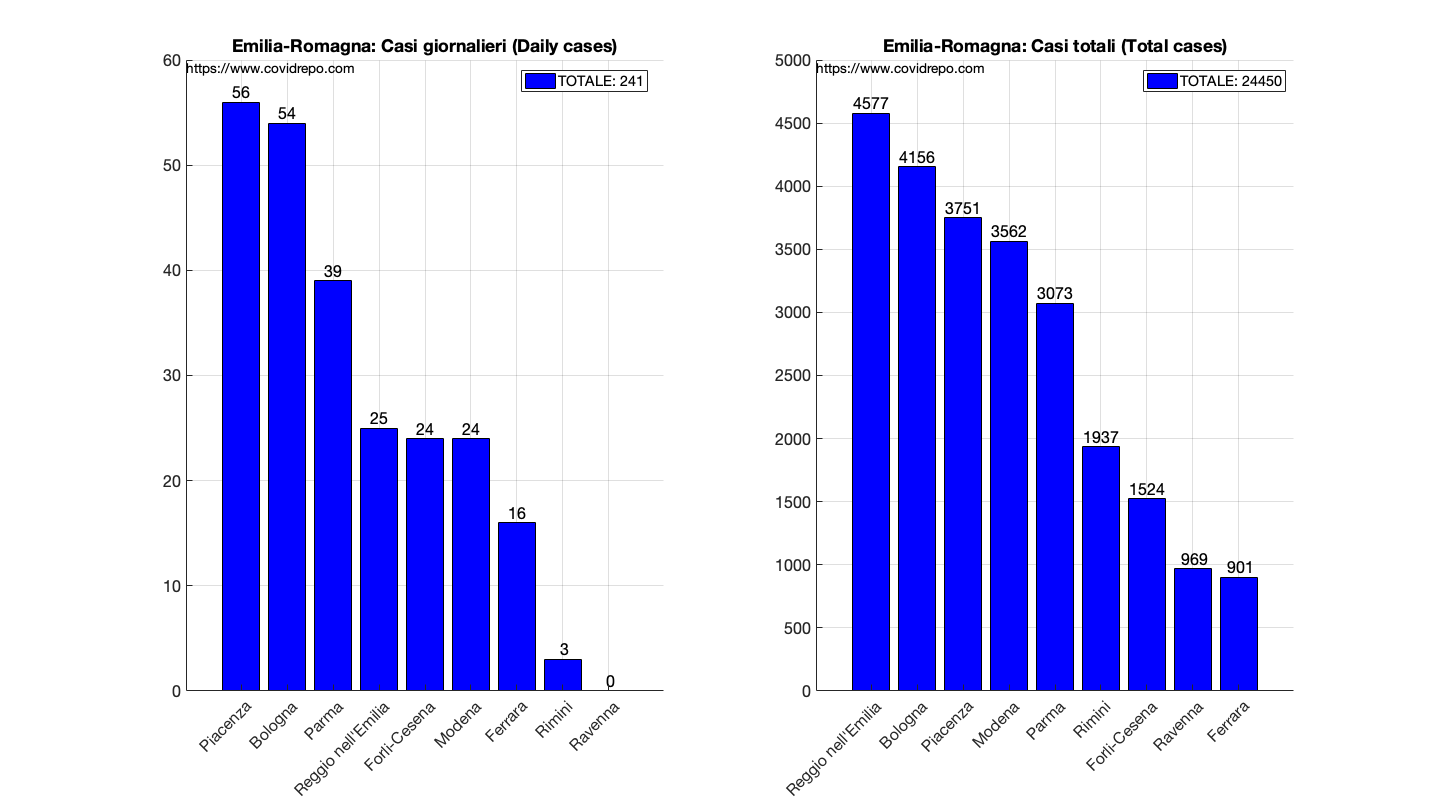 Emilia-Romagna: Casi giornalieri (Daily cases)
https://www.covidrepo.com
TOTALE: 241
60
50
40
30
20
10
0
56
54
39
25
24
24
16
3
0
Piacenza
Bologna
Parma
Reggio nell'Emilia
Forlì-Cesena
Modena
Ferrara
Rimini
Ravenna
Emilia-Romagna: Casi totali (Total cases)
https://www.covidrepo.com
TOTALE: 24450
5000
4500
4000
3500
3000
2500
2000
1500
1000
500
0
4577
4156
3751
3562
3073
1937
1524
969
901
Reggio nell'Emilia
Bologna
Piacenza
Modena
Parma
Rimini
Forlì-Cesena
Ravenna
Ferrara